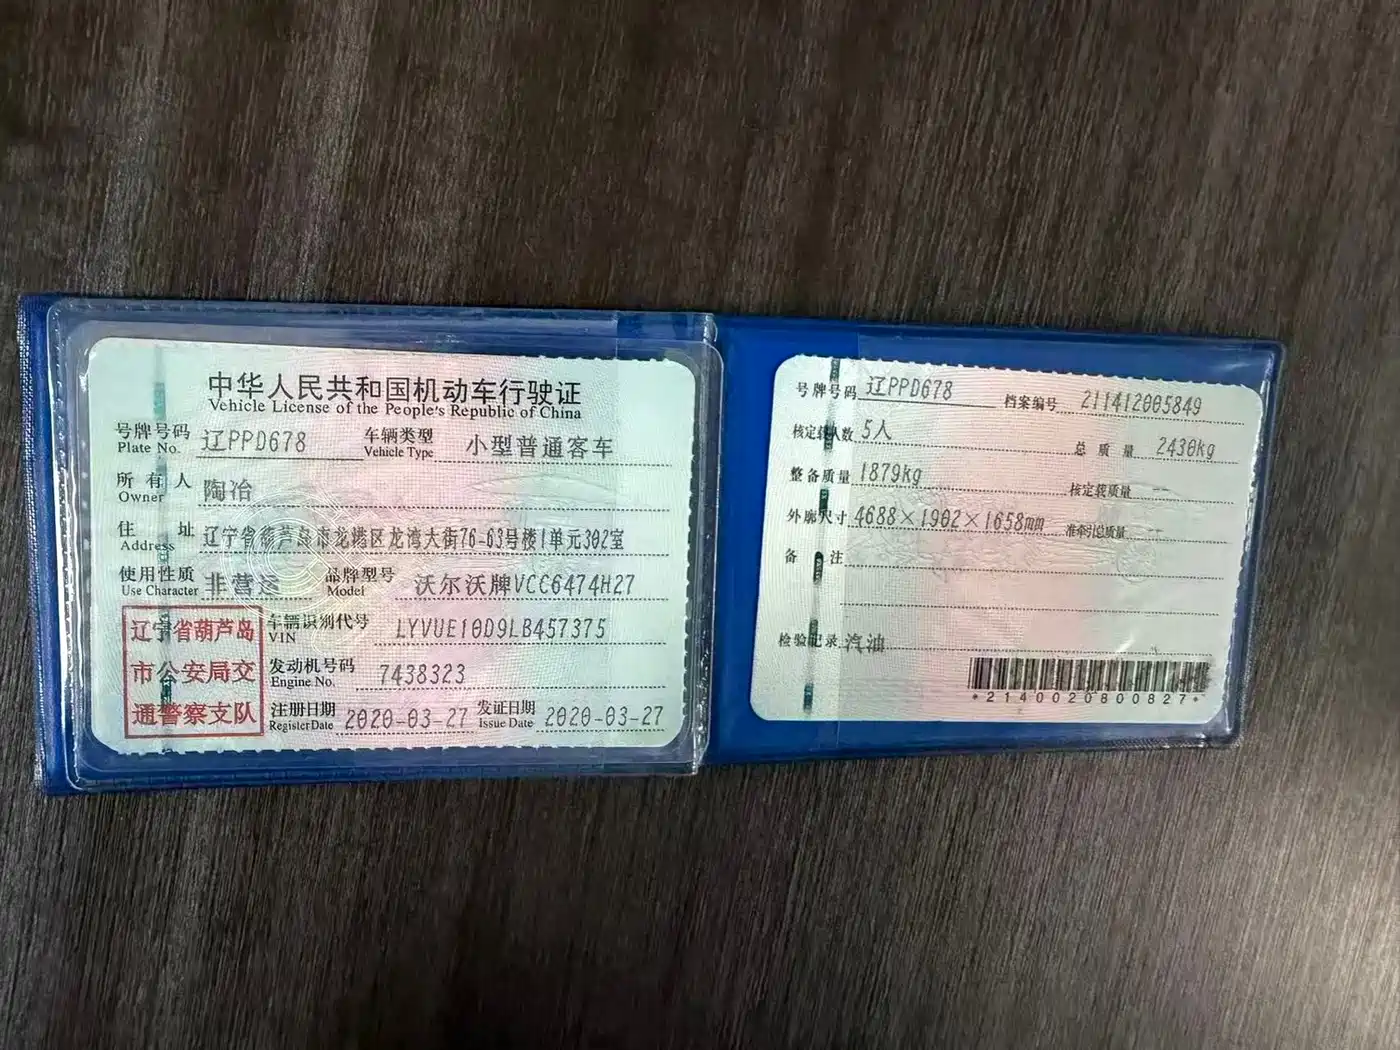 中华人民共和国机动车行驶证
Vehicle License of the People's Republic of China
号牌号码 辽PPD678 车辆类型 小型普通客车
Plate No. Vehicle Type
所有人 陶冶
Owner
住址 辽宁省葫芦岛市龙港区龙湾大街76-63号楼1单元302室
Address
使用性质 非营运 品牌型号 沃尔沃牌VCC6474H27
Use Character Model
辽宁省葫芦岛
市公安局交
通警察支队
车辆识别代号 LYVUE10D9LB457375
VIN
发动机号码 7438323
Engine No.
注册日期 2020-03-27 发证日期 2020-03-27
Register Date Issue Date
号牌号码 辽PPD678 档案编号 211412005849
核定载人数 5人 总质量 2430kg
整备质量 1879kg 核定载质量 --
外廓尺寸 4688×1902×1658mm 准牵引总质量 --
备注
检验记录 汽油
*2140020800827*